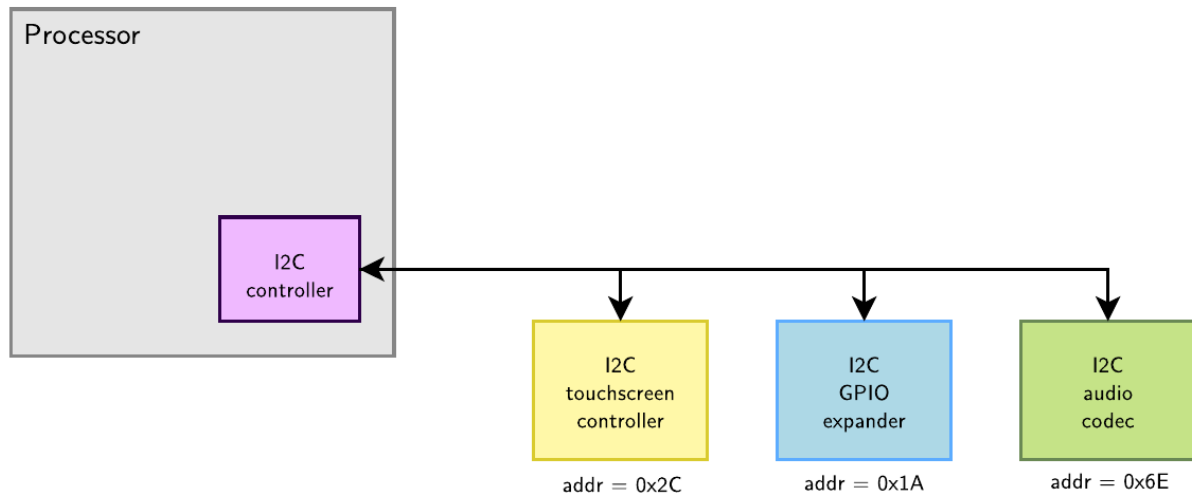 Processor
I2C
controller
I2C
touchscreen
controller
I2C
GPIO
expander
I2C
audio
codec
addr = 0x2C
addr = 0x1A
addr = 0x6E